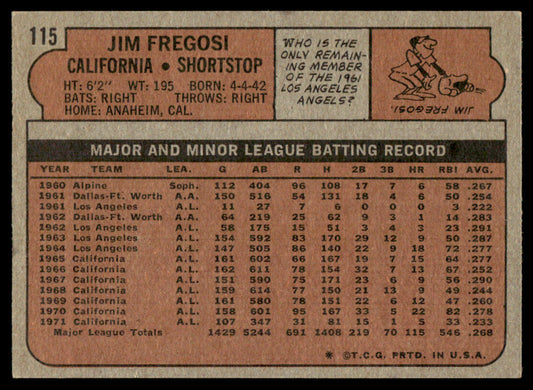 115
JIM FREGOSI
CALIFORNIA • SHORTSTOP
HT: 6'2" WT: 195 BORN: 4-4-42
BATS: RIGHT THROWS: RIGHT
HOME: ANAHEIM, CAL.
WHO IS THE
ONLY REMAIN-
ING MEMBER
OF THE 1961
LOS ANGELES
ANGELS?
JIM FREGOSI.
MAJOR AND MINOR LEAGUE BATTING RECORD
YEAR TEAM LEA. G AB R H 2B 3B HR RBI AVG.
1960 Alpine Soph. 112 404 96 108 17 7 6 58 .267
1961 Dallas-Ft. Worth A.A. 150 516 54 131 18 4 6 50 .254
1961 Los Angeles A.L. 11 27 7 6 0 0 0 3 .222
1962 Dallas-Ft. Worth A.A. 64 219 25 62 9 3 1 14 .283
1962 Los Angeles A.L. 58 175 15 51 3 4 3 23 .291
1963 Los Angeles A.L. 154 592 83 170 29 12 9 50 .287
1964 Los Angeles A.L. 147 505 86 140 22 9 18 72 .277
1965 California A.L. 161 602 66 167 19 7 15 64 .277
1966 California A.L. 162 611 78 154 32 7 13 67 .252
1967 California A.L. 151 590 75 171 23 6 9 56 .290
1968 California A.L. 159 614 77 150 21 13 9 49 .244
1969 California A.L. 161 580 78 151 22 6 12 47 .260
1970 California A.L. 158 601 95 167 33 5 22 82 .278
1971 California A.L. 107 347 31 81 15 1 5 33 .233
Major League Totals 1429 5244 691 1408 219 70 115 546 .268
* © T.C.G. PRTD. IN U.S.A.